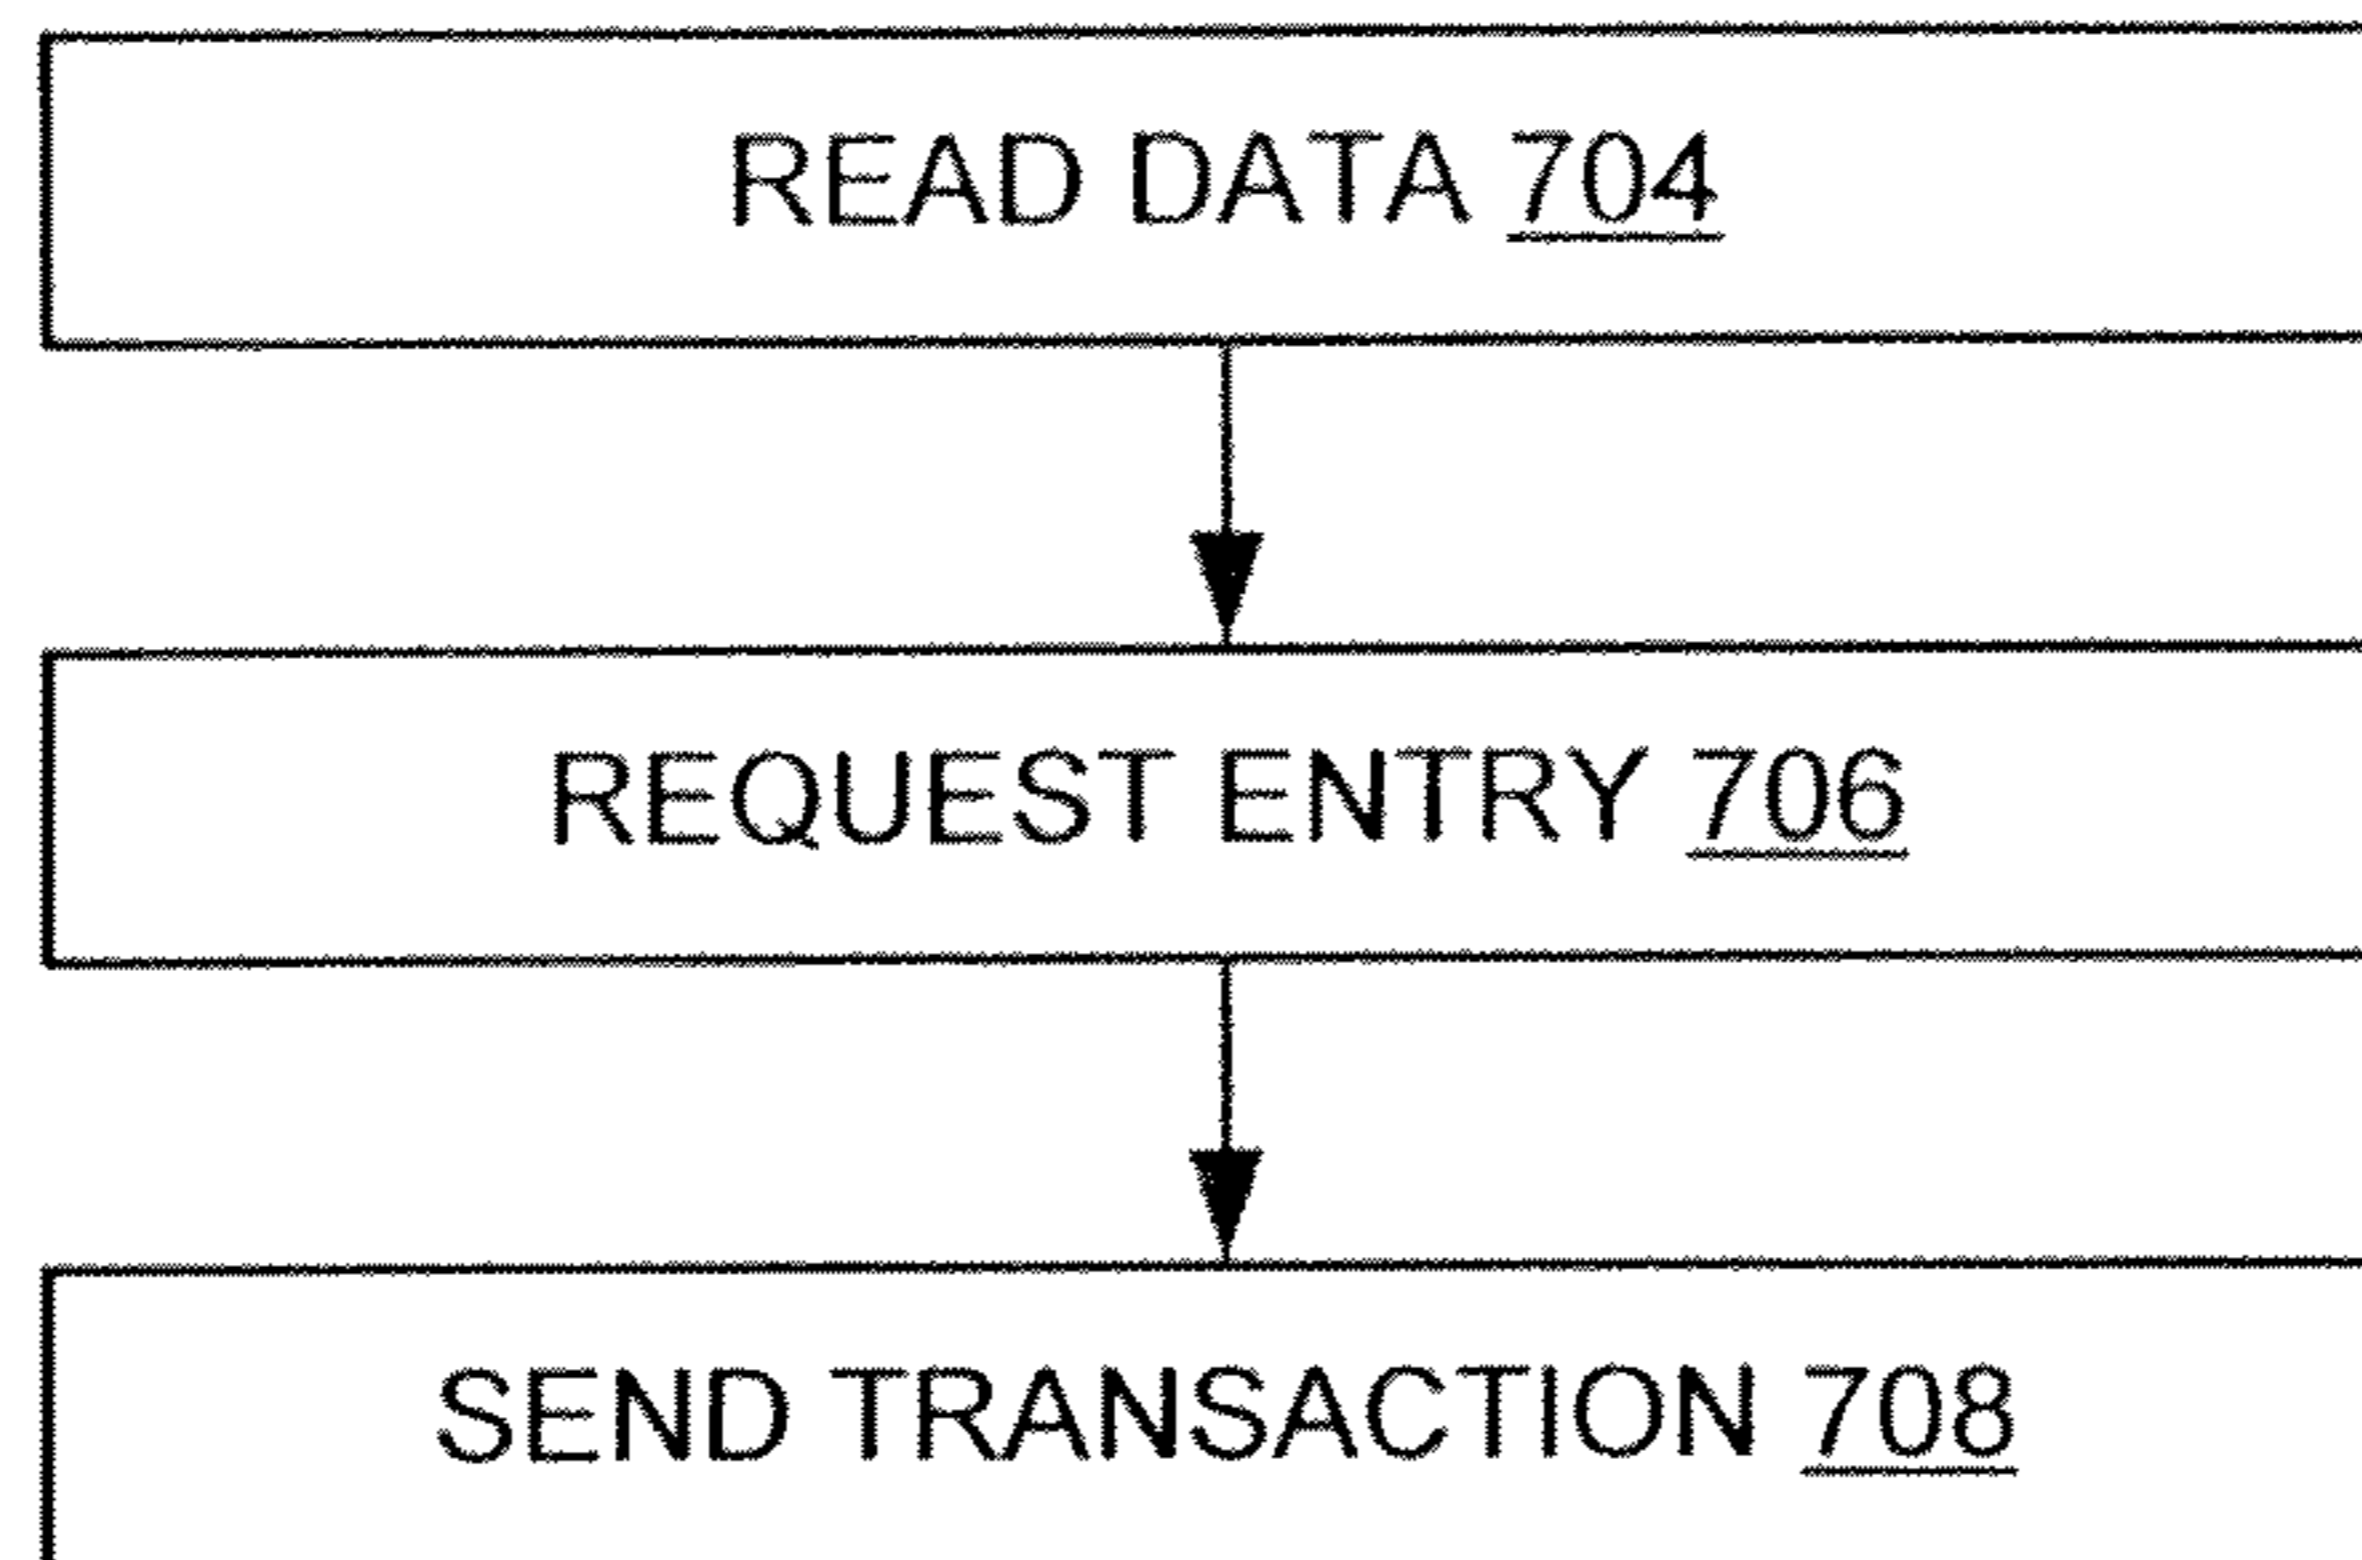 READ DATA 704
REQUEST ENTRY 706
SEND TRANSACTION 708